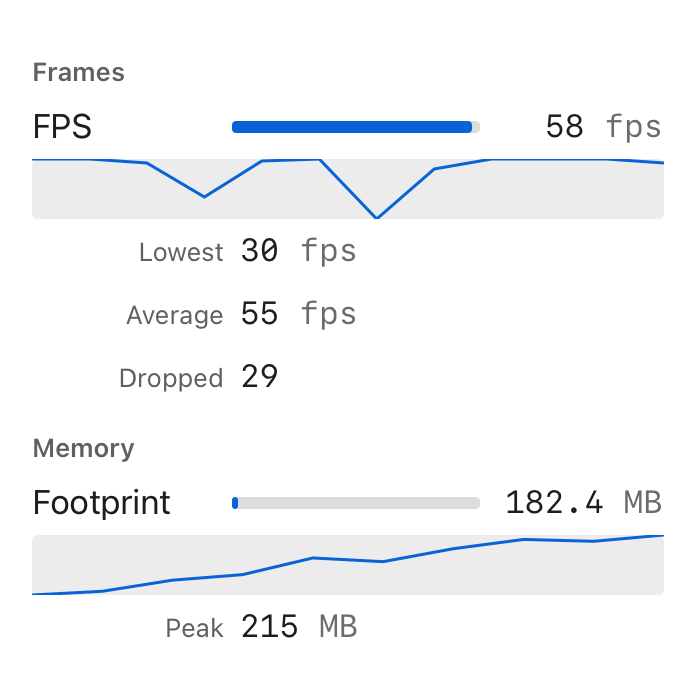 Frames
FPS 58 fps
Lowest 30 fps
Average 55 fps
Dropped 29
Memory
Footprint 182.4 MB
Peak 215 MB